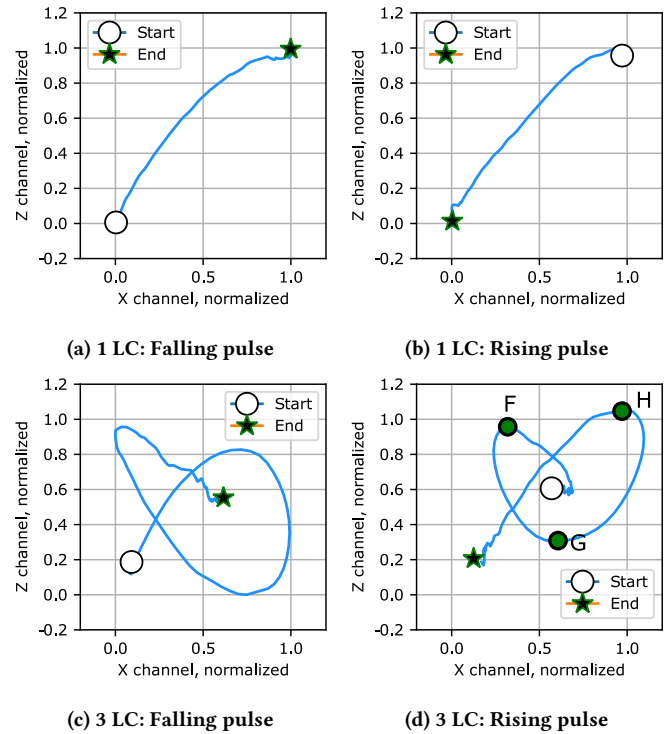 1.2
1.0
0.8
0.6
0.4
0.2
0.0
-0.2
Z channel, normalized
Start
End
0.0 0.5 1.0
X channel, normalized
(a) 1 LC: Falling pulse
1.2
1.0
0.8
0.6
0.4
0.2
0.0
-0.2
Z channel, normalized
Start
End
0.0 0.5 1.0
X channel, normalized
(b) 1 LC: Rising pulse
1.2
1.0
0.8
0.6
0.4
0.2
0.0
-0.2
Z channel, normalized
Start
End
0.0 0.5 1.0
X channel, normalized
(c) 3 LC: Falling pulse
1.2
1.0
0.8
0.6
0.4
0.2
0.0
-0.2
Z channel, normalized
F
H
G
Start
End
0.0 0.5 1.0
X channel, normalized
(d) 3 LC: Rising pulse